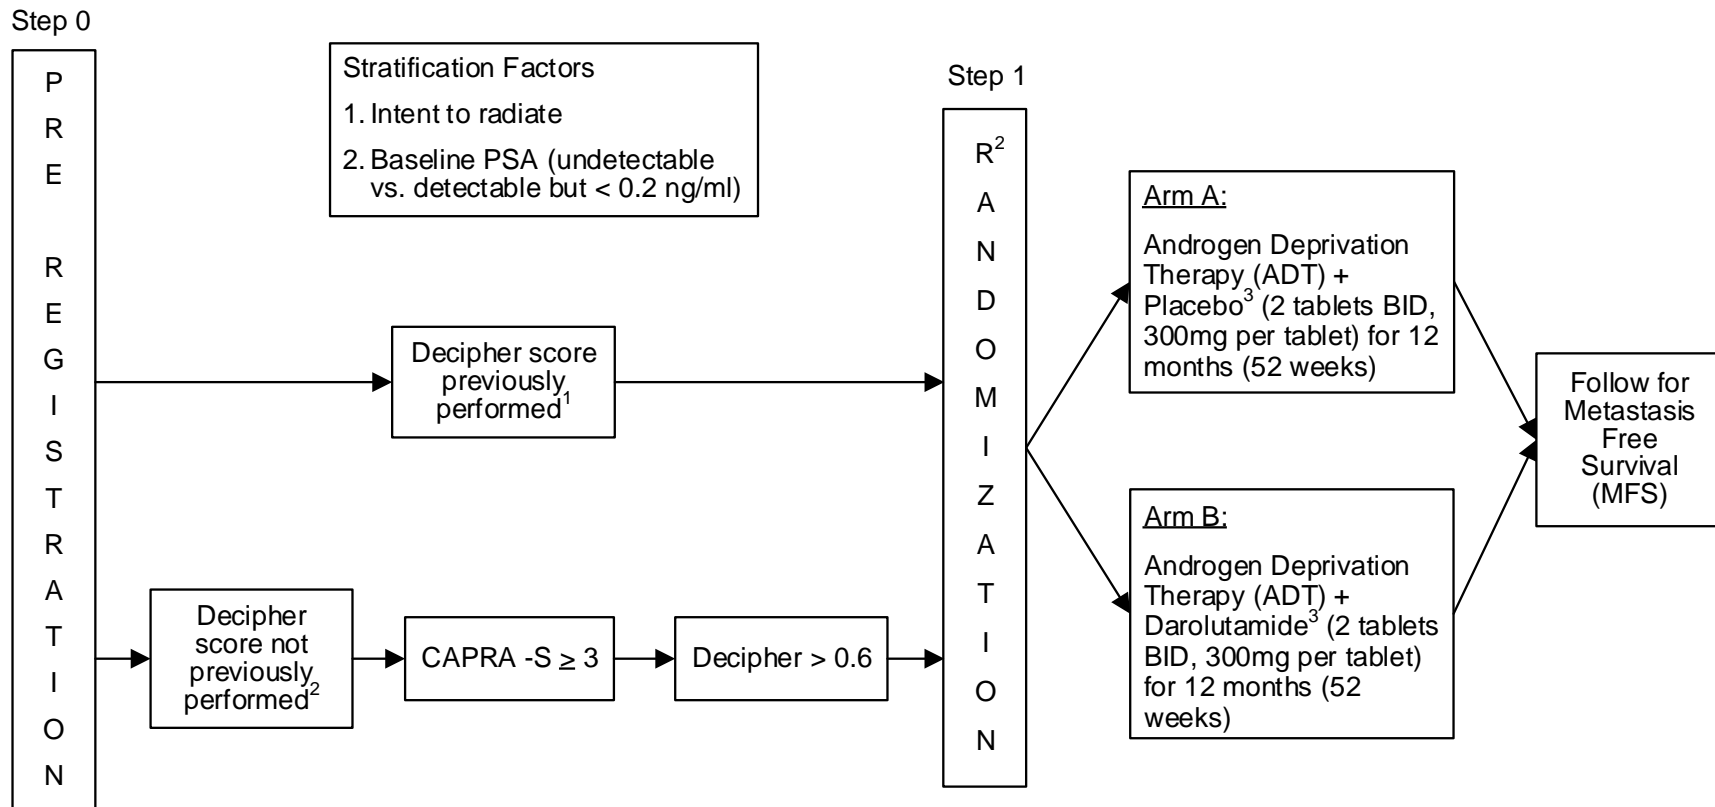 Step 0
P
R
E
R
E
G
I
S
T
R
A
T
I
O
N
Stratification Factors
1. Intent to radiate
2. Baseline PSA (undetectable
vs. detectable but < 0.2 ng/ml)
Decipher score
previously
performed¹
Decipher
score not
previously
performed²
CAPRA -S ≥ 3
Decipher > 0.6
Step 1
R²
A
N
D
O
M
I
Z
A
T
I
O
N
Arm A:
Androgen Deprivation
Therapy (ADT) +
Placebo³ (2 tablets BID,
300mg per tablet) for 12
months (52 weeks)
Arm B:
Androgen Deprivation
Therapy (ADT) +
Darolutamide³ (2 tablets
BID, 300mg per tablet)
for 12 months (52
weeks)
Follow for
Metastasis
Free
Survival
(MFS)